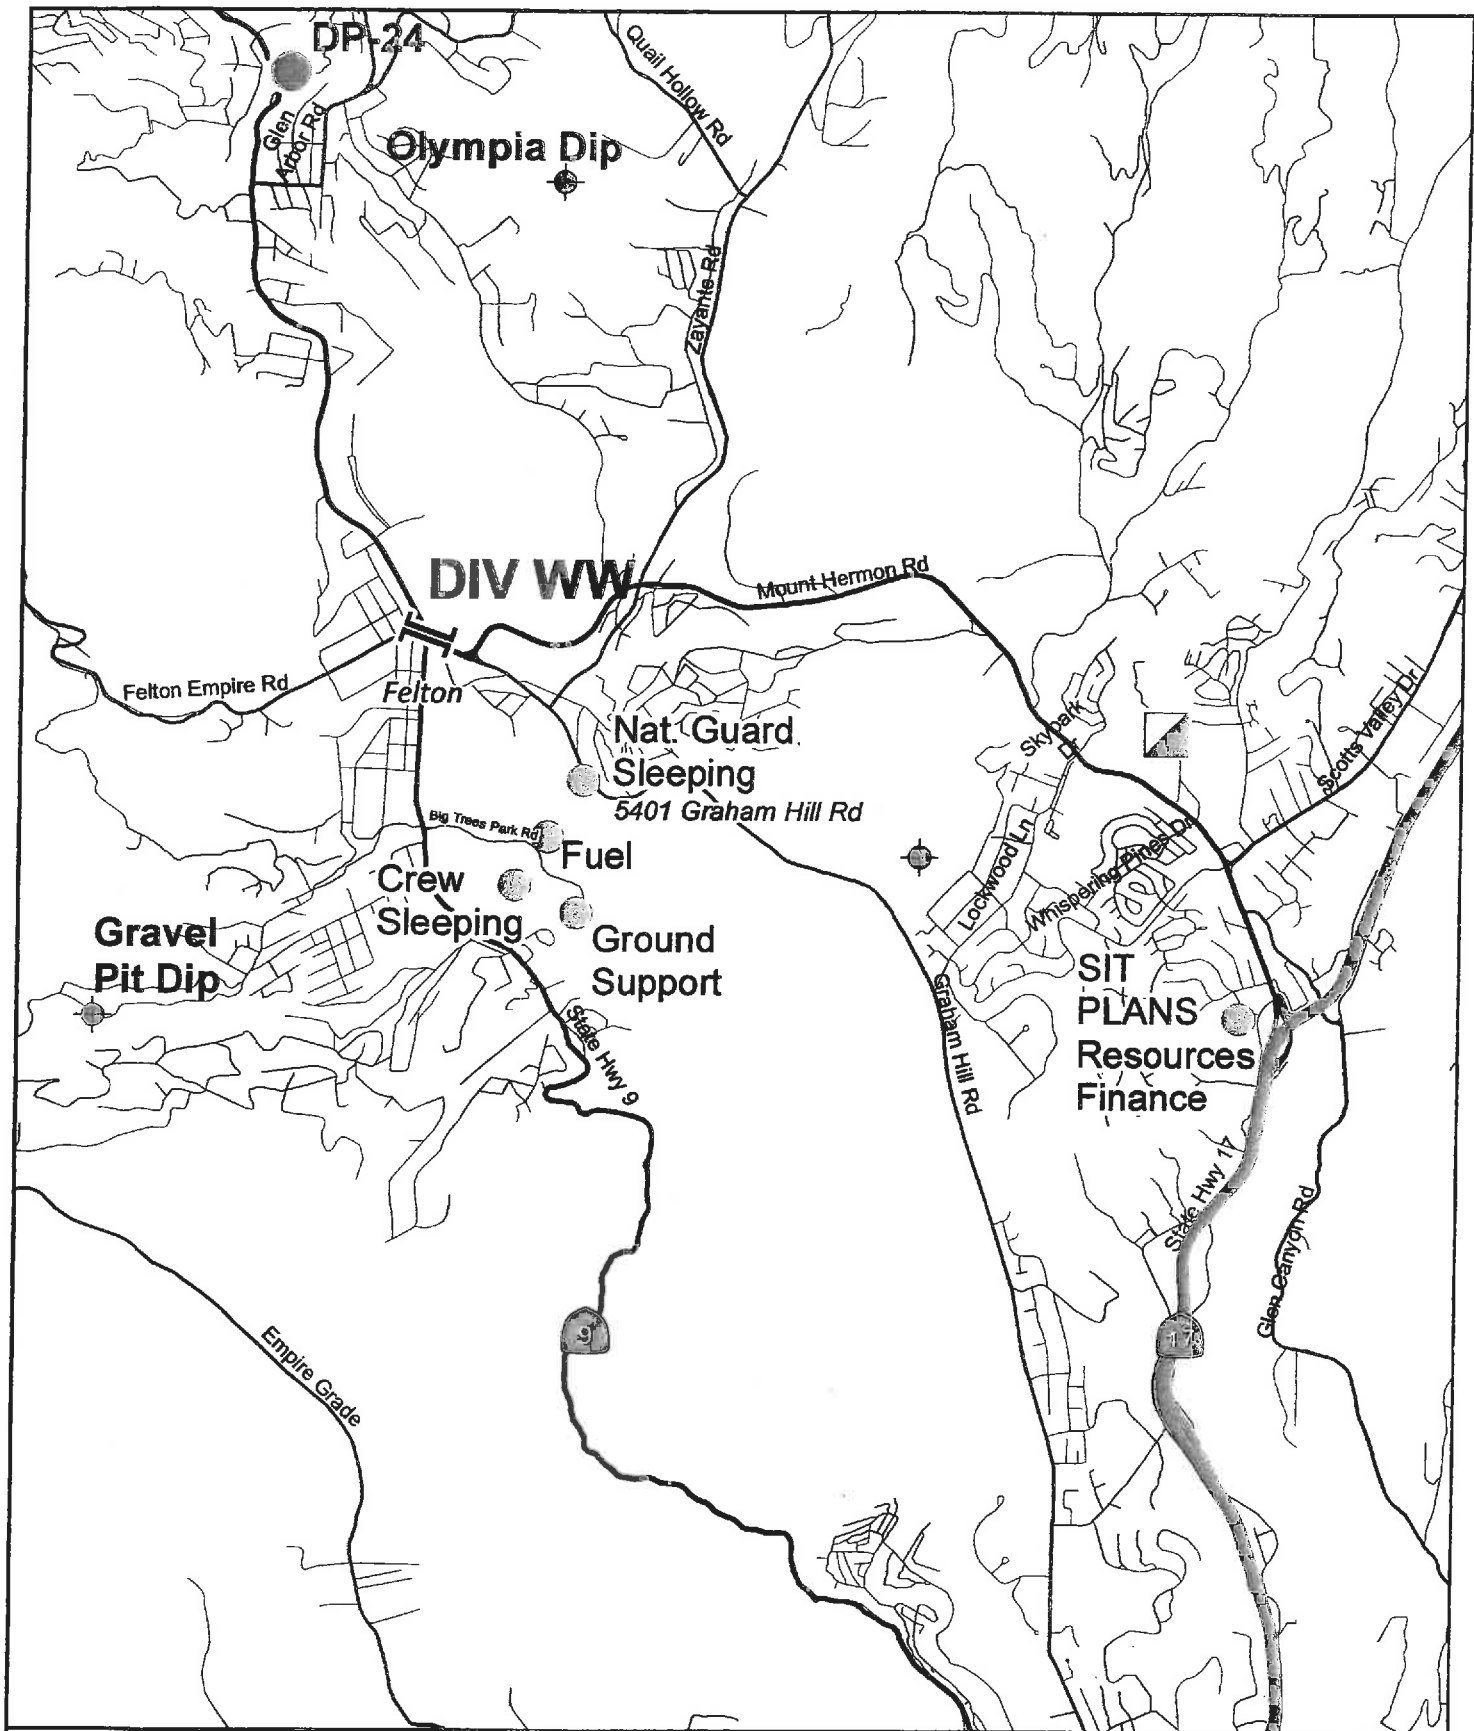 DP-24
Quail Hollow Rd
Glen
Arbor Rd
Olympia Dip
Zayante Rd
DIV WW
Mount Hermon Rd
Felton Empire Rd
Felton
Scotts Valley Dr
Skypark
Dr
Nat. Guard
Sleeping
5401 Graham Hill Rd
Big Trees Park Rd
Fuel
Lockwood Ln
Whispering Pines Dr
Crew
Sleeping
Gravel
Pit Dip
Ground
Support
SIT
PLANS
Resources
Finance
Graham Hill Rd
State Hwy 9
State Hwy 17
Glen Canyon Rd
9
17
Empire Grade